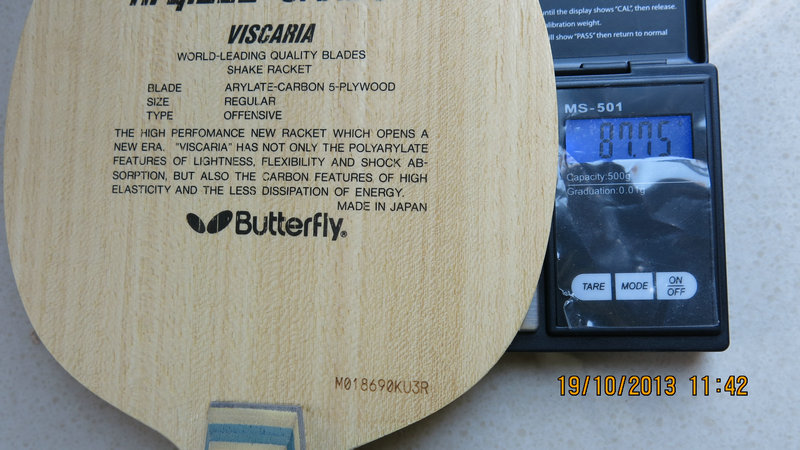 VISCARIA
WORLD-LEADING QUALITY BLADES
SHAKE RACKET
BLADE ARYLATE-CARBON 5-PLYWOOD
SIZE REGULAR
TYPE OFFENSIVE
THE HIGH PERFOMANCE NEW RACKET WHICH OPENS A
NEW ERA. "VISCARIA" HAS NOT ONLY THE POLYARYLATE
FEATURES OF LIGHTNESS, FLEXIBILITY AND SHOCK AB-
SORPTION, BUT ALSO THE CARBON FEATURES OF HIGH
ELASTICITY AND THE LESS DISSIPATION OF ENERGY.
MADE IN JAPAN
Butterfly®
M018690KU3R
until the display shows "CAL", then release.
calibration weight.
will show "PASS" then return to normal
MS-501
87.15
Capacity:500g
Graduation:0.01g
TARE MODE ON
OFF
19/10/2013 11:42